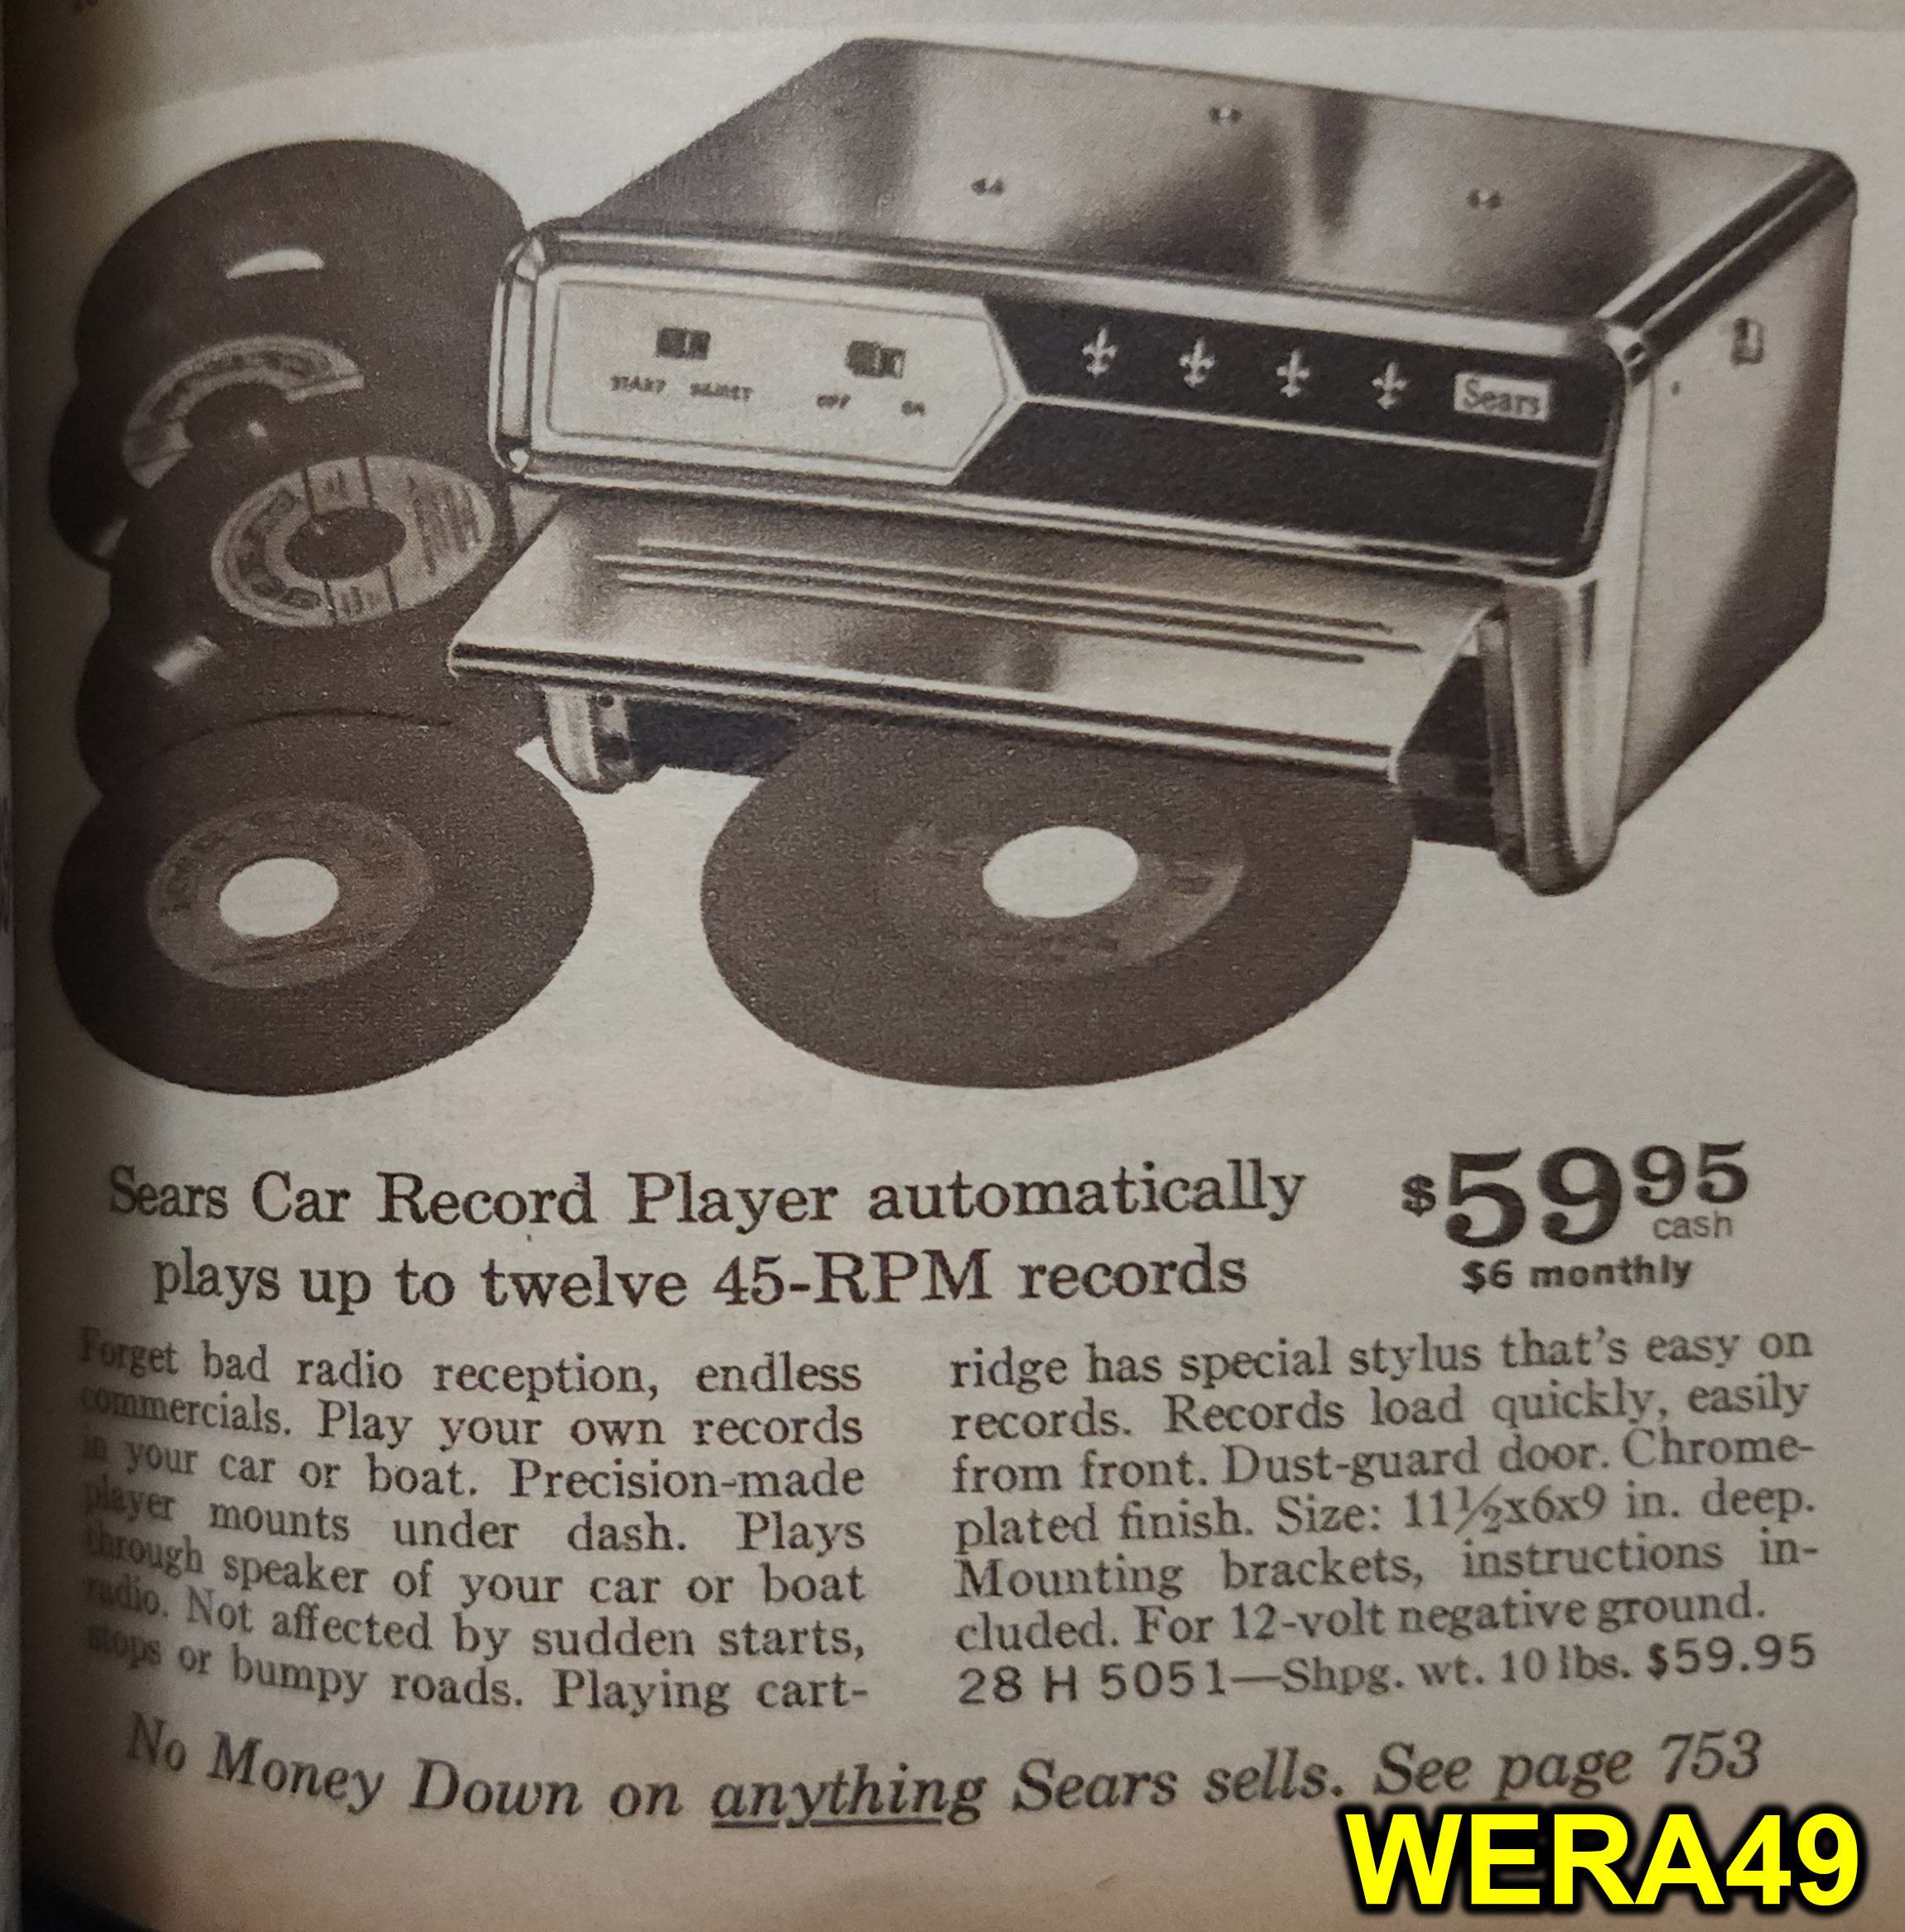 START REJECT
OFF ON
Sears
Sears Car Record Player automatically
plays up to twelve 45-RPM records
$59 95
cash
$6 monthly
Forget bad radio reception, endless
commercials. Play your own records
in your car or boat. Precision-made
player mounts under dash. Plays
through speaker of your car or boat
radio. Not affected by sudden starts,
stops or bumpy roads. Playing cart-
ridge has special stylus that's easy on
records. Records load quickly, easily
from front. Dust-guard door. Chrome-
plated finish. Size: 11½x6x9 in. deep.
Mounting brackets, instructions in-
cluded. For 12-volt negative ground.
28 H 5051—Shpg. wt. 10 lbs. $59.95
No Money Down on anything Sears sells. See page 753
WERA49